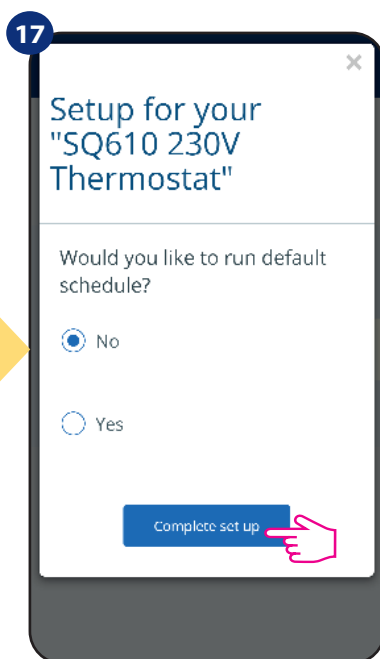 17
×
Setup for your
"SQ610 230V
Thermostat"
Would you like to run default
schedule?
No
Yes
Complete set up